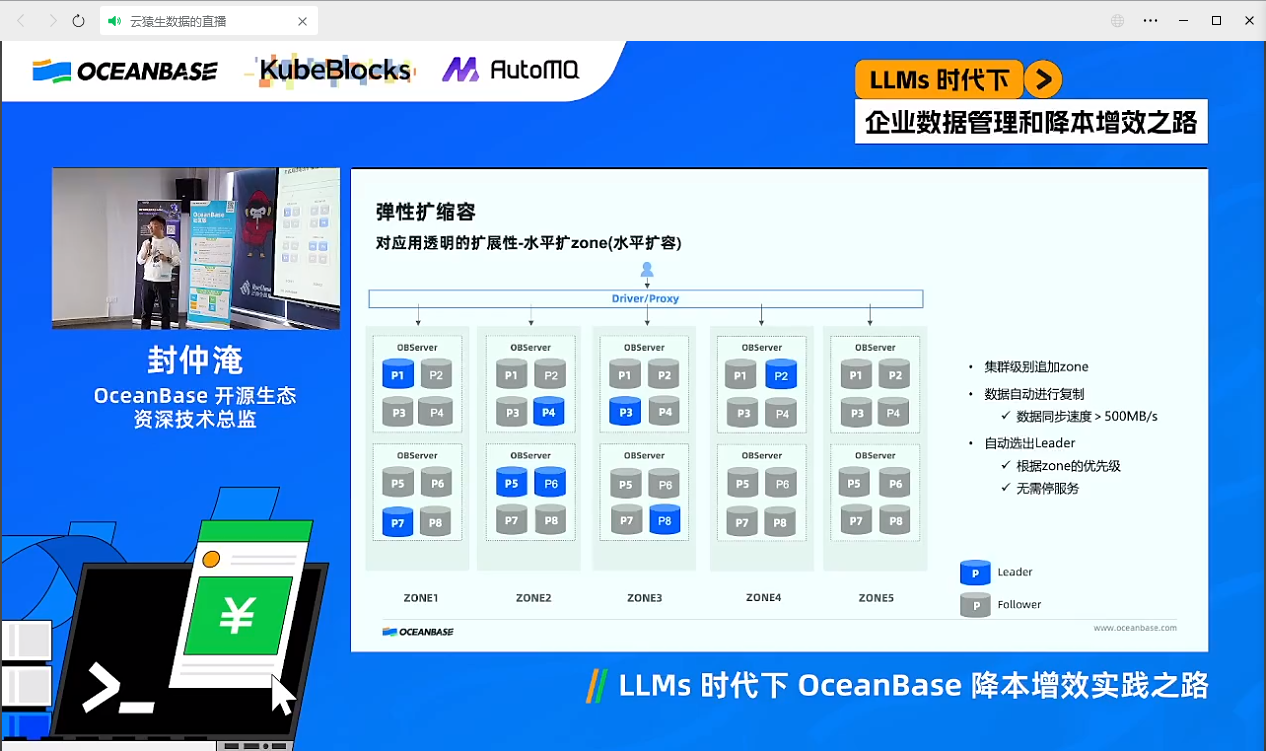 云猿生数据的直播
OCEANBASE
KubeBlocks
AutoMQ
LLMs 时代下
企业数据管理和降本增效之路
封仲淹
OceanBase 开源生态
资深技术总监
弹性扩缩容
对应用透明的扩展性-水平扩zone(水平扩容)
Driver/Proxy
OBServer OBServer OBServer OBServer OBServer
P1 P2 P1 P2 P1 P2 P1 P2 P1 P2
P3 P4 P3 P4 P3 P4 P3 P4 P3 P4
OBServer OBServer OBServer OBServer OBServer
P5 P6 P5 P6 P5 P6 P5 P6 P5 P6
P7 P8 P7 P8 P7 P8 P7 P8 P7 P8
ZONE1 ZONE2 ZONE3 ZONE4 ZONE5
• 集群级别追加zone
• 数据自动进行复制
✓ 数据同步速度 > 500MB/s
• 自动选出Leader
✓ 根据zone的优先级
✓ 无需停服务
P Leader
P Follower
OCEANBASE
www.oceanbase.com
¥
>_
// LLMs 时代下 OceanBase 降本增效实践之路